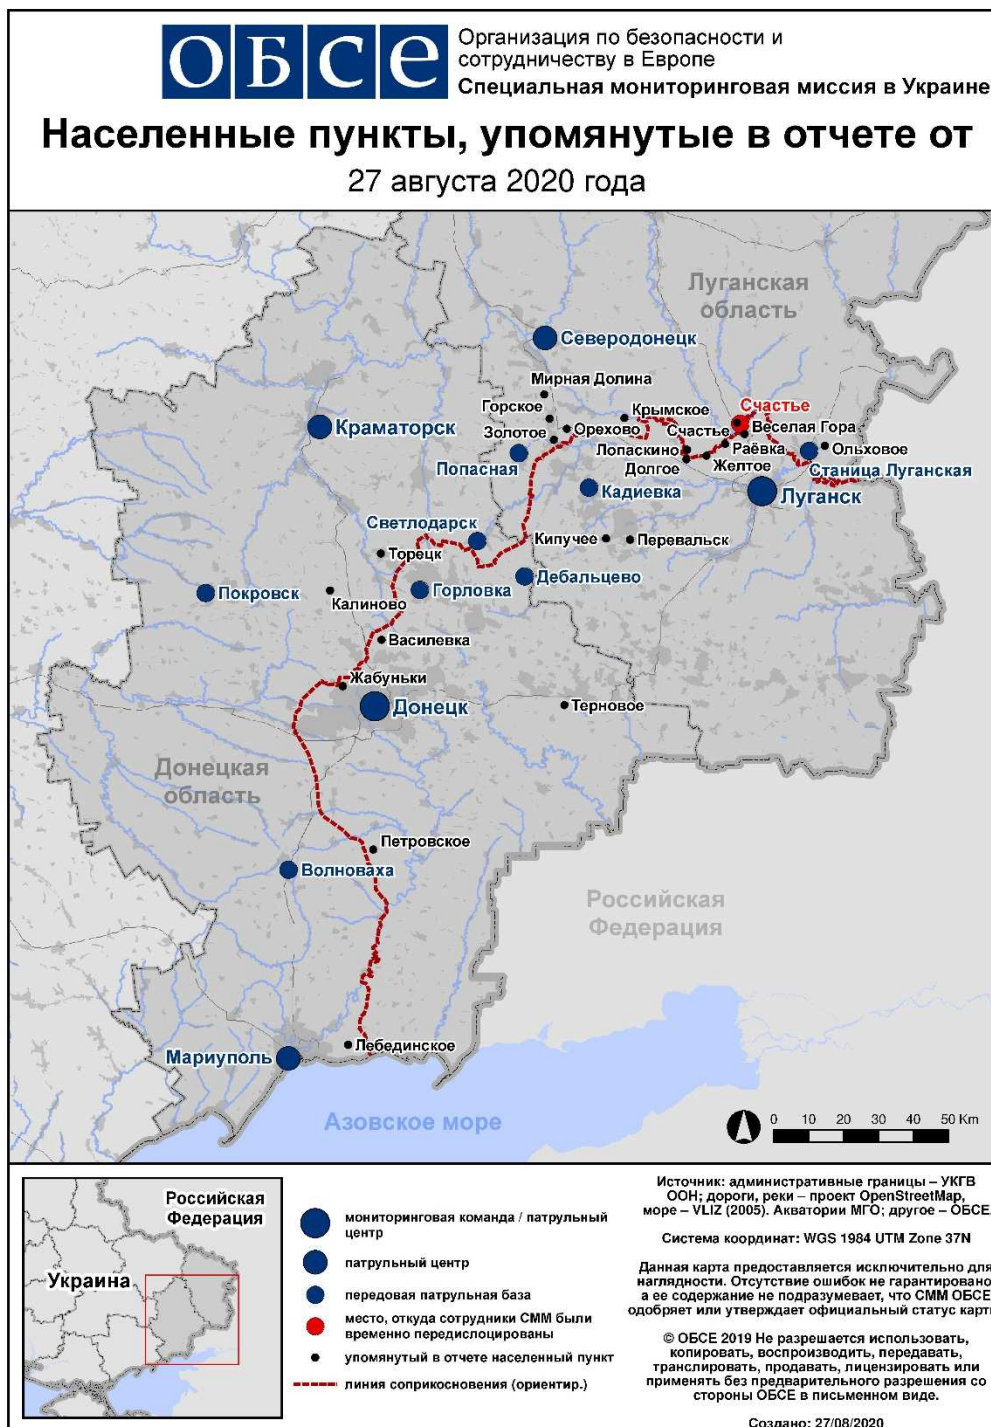 ОБСЕ
Организация по безопасности и
сотрудничеству в Европе
Специальная мониторинговая миссия в Украине
Населенные пункты, упомянутые в отчете от
27 августа 2020 года
Луганская
область
Северодонецк
Мирная Долина
Горское
Крымское
Счастье
Краматорск
Золотое
Орехово
Счастье
Веселая Гора
Попасная
Лопаскино
Раёвка
Ольховое
Долгое
Желтое
Станица Луганская
Кадиевка
Луганск
Светлодарск
Кипучее
Перевальск
Торецк
Дебальцево
Покровск
Калиново
Горловка
Василевка
Жабуньки
Донецк
Терновое
Донецкая
область
Петровское
Волноваха
Российская
Федерация
Лебединское
Мариуполь
Азовское море
0 10 20 30 40 50 Km
Российская
Федерация
Украина
мониторинговая команда / патрульный
центр
патрульный центр
передовая патрульная база
место, откуда сотрудники СММ были
временно передислоцированы
упомянутый в отчете населенный пункт
линия соприкосновения (ориентир.)
Источник: административные границы – УКГВ
ООН; дороги, реки – проект OpenStreetMap,
море – VLIZ (2005). Акватории МГО; другое – ОБСЕ.
Система координат: WGS 1984 UTM Zone 37N
Данная карта предоставляется исключительно для
наглядности. Отсутствие ошибок не гарантировано,
а ее содержание не подразумевает, что СММ ОБСЕ
одобряет или утверждает официальный статус карты
© ОБСЕ 2019 Не разрешается использовать,
копировать, воспроизводить, передавать,
транслировать, продавать, лицензировать или
применять без предварительного разрешения со
стороны ОБСЕ в письменном виде.
Создано: 27/08/2020